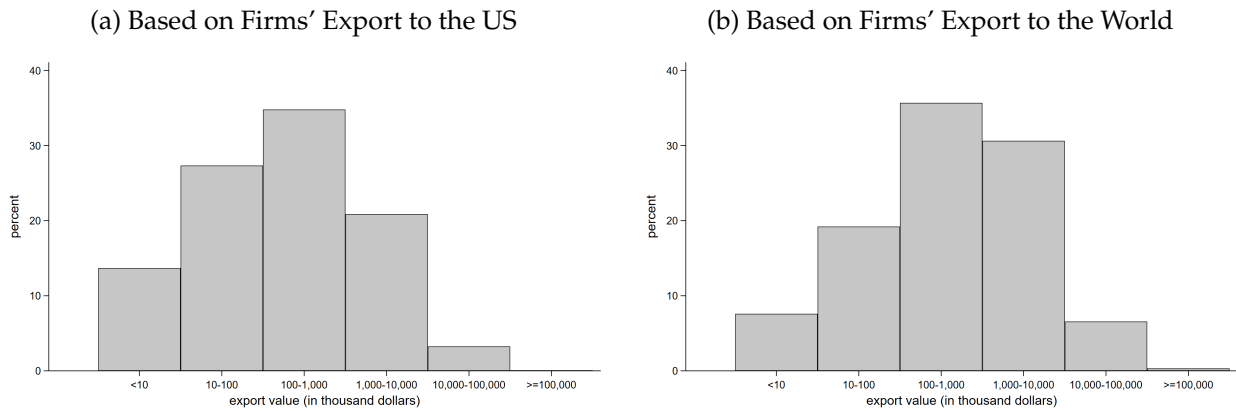 (a) Based on Firms’ Export to the US
40
30
20
10
0
percent
<10 10-100 100-1,000 1,000-10,000 10,000-100,000 >=100,000
export value (in thousand dollars)
(b) Based on Firms’ Export to the World
40
30
20
10
0
percent
<10 10-100 100-1,000 1,000-10,000 10,000-100,000 >=100,000
export value (in thousand dollars)